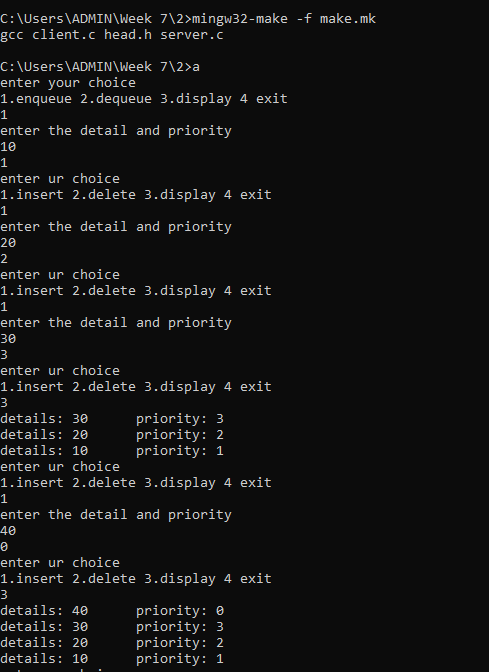 C:\Users\ADMIN\Week 7\2>mingw32-make -f make.mk
gcc client.c head.h server.c
C:\Users\ADMIN\Week 7\2>a
enter your choice
1.enqueue 2.dequeue 3.display 4 exit
1
enter the detail and priority
10
1
enter ur choice
1.insert 2.delete 3.display 4 exit
1
enter the detail and priority
20
2
enter ur choice
1.insert 2.delete 3.display 4 exit
1
enter the detail and priority
30
3
enter ur choice
1.insert 2.delete 3.display 4 exit
3
details: 30      priority: 3
details: 20      priority: 2
details: 10      priority: 1
enter ur choice
1.insert 2.delete 3.display 4 exit
1
enter the detail and priority
40
0
enter ur choice
1.insert 2.delete 3.display 4 exit
3
details: 40      priority: 0
details: 30      priority: 3
details: 20      priority: 2
details: 10      priority: 1